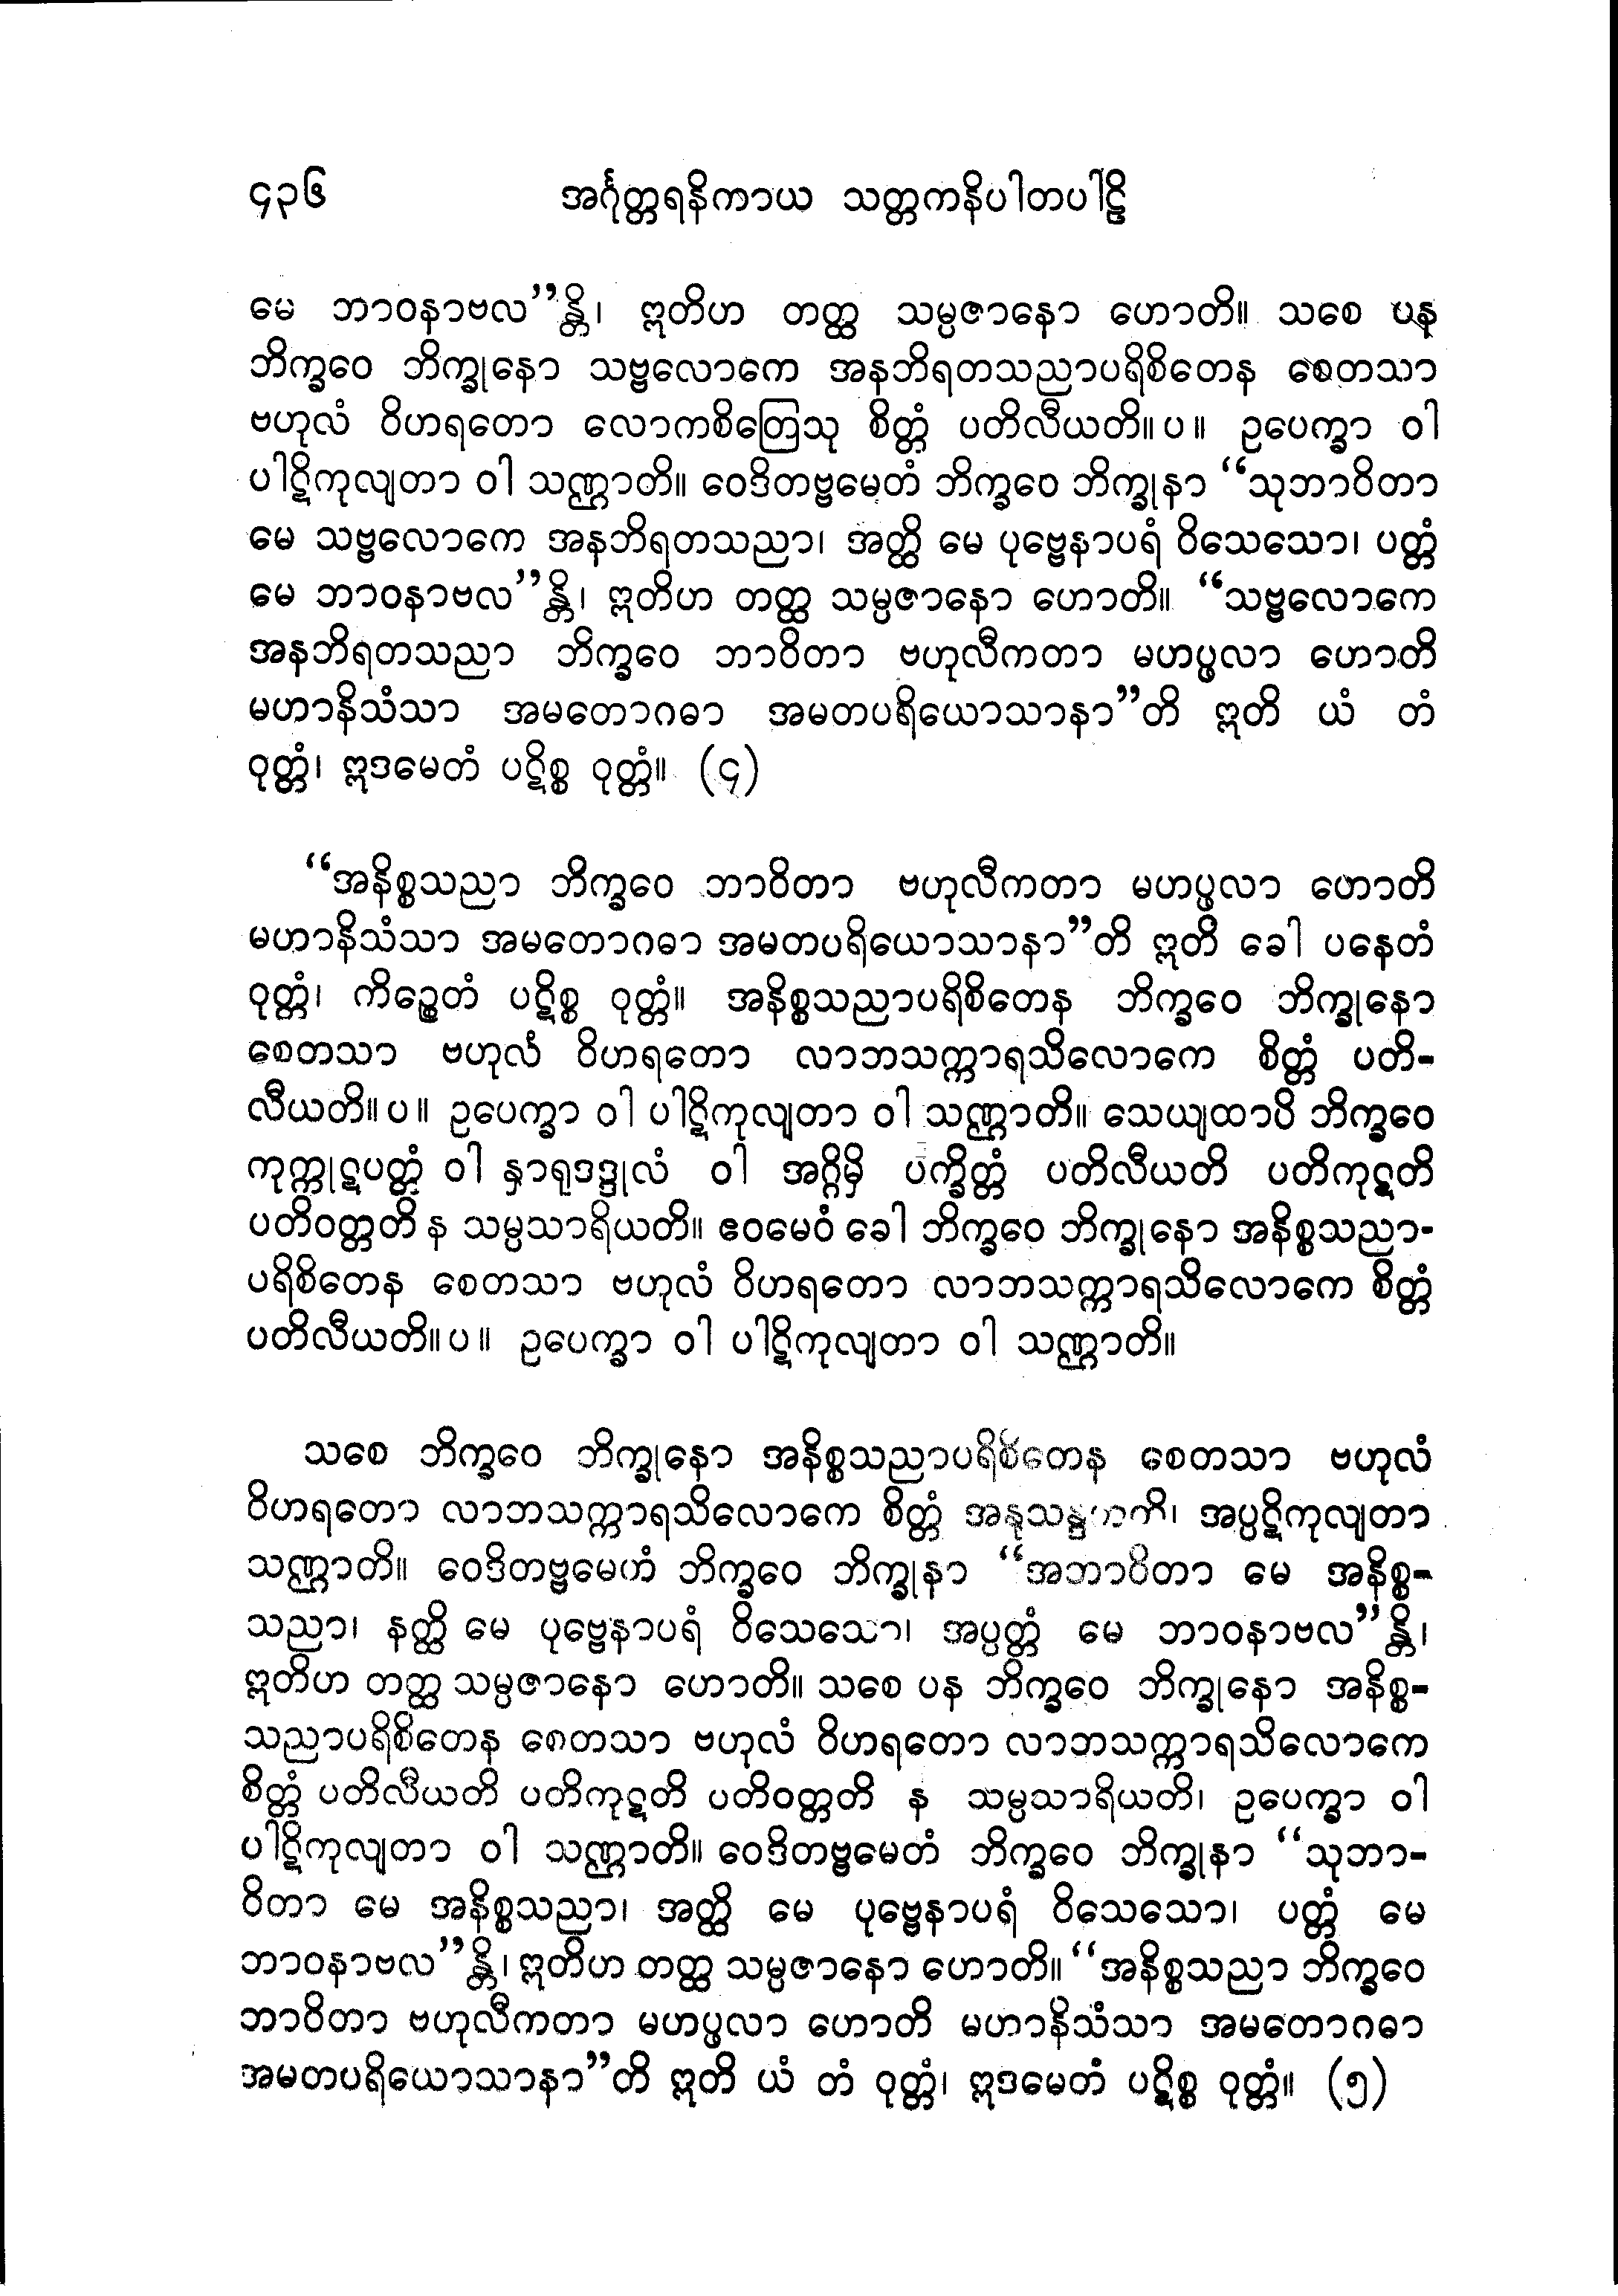 ၄၃၆ အင်္ဂုတ္တရနိကာယ သတ္တကနိပါတပါဠိ
မေ ဘာဝနာဗလ”န္တိ၊ ဣတိဟ တတ္ထ သမ္ပဇာနော ဟောတိ။ သစေ ပန
ဘိက္ခဝေ ဘိက္ခုနော သဗ္ဗလောကေ အနဘိရတသညာပရိစိတေန စေတသာ
ဗဟုလံ ဝိဟရတော လောကစိတြေသု စိတ္တံ ပတိလီယတိ။ပ။ ဥပေက္ခာ ဝါ
ပါဋိကုလျတာ ဝါ သဏ္ဌာတိ။ ဝေဒိတဗ္ဗမေတံ ဘိက္ခဝေ ဘိက္ခုနာ “သုဘာဝိတာ
မေ သဗ္ဗလောကေ အနဘိရတသညာ၊ အတ္ထိ မေ ပုဗ္ဗေနာပရံ ဝိသေသော၊ ပတ္တံ
မေ ဘာဝနာဗလ”န္တိ၊ ဣတိဟ တတ္ထ သမ္ပဇာနော ဟောတိ။ “သဗ္ဗလောကေ
အနဘိရတသညာ ဘိက္ခဝေ ဘာဝိတာ ဗဟုလီကတာ မဟပ္ဖလာ ဟောတိ
မဟာနိသံသာ အမတောဂဓာ အမတပရိယောသာနာ”တိ ဣတိ ယံ တံ
ဝုတ္တံ၊ ဣဒမေတံ ပဋိစ္စ ဝုတ္တံ။ (၄)
“အနိစ္စသညာ ဘိက္ခဝေ ဘာဝိတာ ဗဟုလီကတာ မဟပ္ဖလာ ဟောတိ
မဟာနိသံသာ အမတောဂဓာ အမတပရိယောသာနာ”တိ ဣတိ ခေါ ပနေတံ
ဝုတ္တံ၊ ကိဉ္စေတံ ပဋိစ္စ ဝုတ္တံ။ အနိစ္စသညာပရိစိတေန ဘိက္ခဝေ ဘိက္ခုနော
စေတသာ ဗဟုလံ ဝိဟရတော လာဘသက္ကာရသိလောကေ စိတ္တံ ပတိ-
လီယတိ။ပ။ ဥပေက္ခာ ဝါ ပါဋိကုလျတာ ဝါ သဏ္ဌာတိ။ သေယျထာပိ ဘိက္ခဝေ
ကုက္ကုဋပတ္တံ ဝါ နှာရုဒဒ္ဒုလံ ဝါ အဂ္ဂိမှိ ပက္ခိတ္တံ ပတိလီယတိ ပတိကုဋတိ
ပတိဝတ္တတိ န သမ္ပသာရိယတိ။ ဧဝမေဝံ ခေါ ဘိက္ခဝေ ဘိက္ခုနော အနိစ္စသညာ-
ပရိစိတေန စေတသာ ဗဟုလံ ဝိဟရတော လာဘသက္ကာရသိလောကေ စိတ္တံ
ပတိလီယတိ။ပ။ ဥပေက္ခာ ဝါ ပါဋိကုလျတာ ဝါ သဏ္ဌာတိ။
သစေ ဘိက္ခဝေ ဘိက္ခုနော အနိစ္စသညာပရိစိတေန စေတသာ ဗဟုလံ
ဝိဟရတော လာဘသက္ကာရသိလောကေ စိတ္တံ အနုသန္ဒဟတိ၊ အပ္ပဋိကုလျတာ
သဏ္ဌာတိ။ ဝေဒိတဗ္ဗမေတံ ဘိက္ခဝေ ဘိက္ခုနာ “အဘာဝိတာ မေ အနိစ္စ-
သညာ၊ နတ္ထိ မေ ပုဗ္ဗေနာပရံ ဝိသေသော၊ အပ္ပတ္တံ မေ ဘာဝနာဗလ”န္တိ၊
ဣတိဟ တတ္ထ သမ္ပဇာနော ဟောတိ။ သစေ ပန ဘိက္ခဝေ ဘိက္ခုနော အနိစ္စ-
သညာပရိစိတေန စေတသာ ဗဟုလံ ဝိဟရတော လာဘသက္ကာရသိလောကေ
စိတ္တံ ပတိလီယတိ ပတိကုဋတိ ပတိဝတ္တတိ န သမ္ပသာရိယတိ၊ ဥပေက္ခာ ဝါ
ပါဋိကုလျတာ ဝါ သဏ္ဌာတိ။ ဝေဒိတဗ္ဗမေတံ ဘိက္ခဝေ ဘိက္ခုနာ “သုဘာ-
ဝိတာ မေ အနိစ္စသညာ၊ အတ္ထိ မေ ပုဗ္ဗေနာပရံ ဝိသေသော၊ ပတ္တံ မေ
ဘာဝနာဗလ”န္တိ၊ ဣတိဟ တတ္ထ သမ္ပဇာနော ဟောတိ။ “အနိစ္စသညာ ဘိက္ခဝေ
ဘာဝိတာ ဗဟုလီကတာ မဟပ္ဖလာ ဟောတိ မဟာနိသံသာ အမတောဂဓာ
အမတပရိယောသာနာ”တိ ဣတိ ယံ တံ ဝုတ္တံ၊ ဣဒမေတံ ပဋိစ္စ ဝုတ္တံ။ (၅)